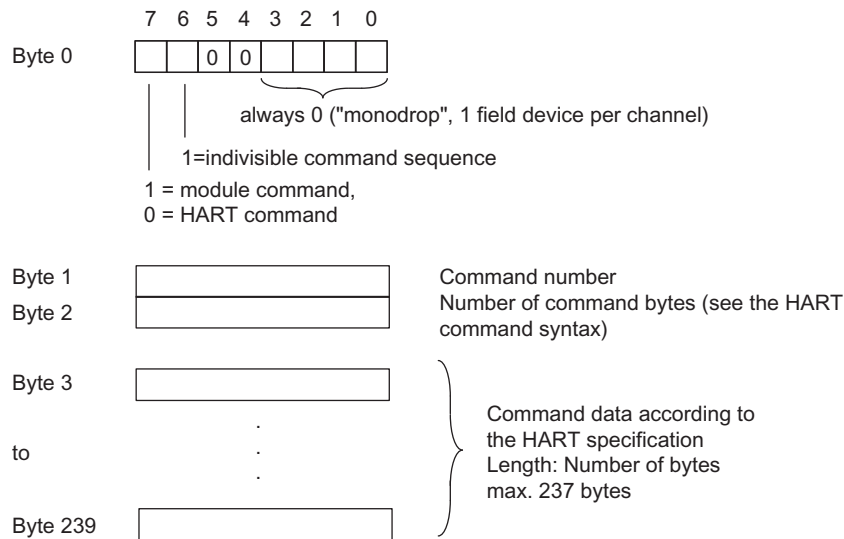 7 6 5 4 3 2 1 0
Byte 0
0 0
always 0 ("monodrop", 1 field device per channel)
1=indivisible command sequence
1 = module command,
0 = HART command
Byte 1
Command number
Byte 2
Number of command bytes (see the HART
command syntax)
Byte 3
.
to
.
.
Command data according to
the HART specification
Length: Number of bytes
max. 237 bytes
Byte 239